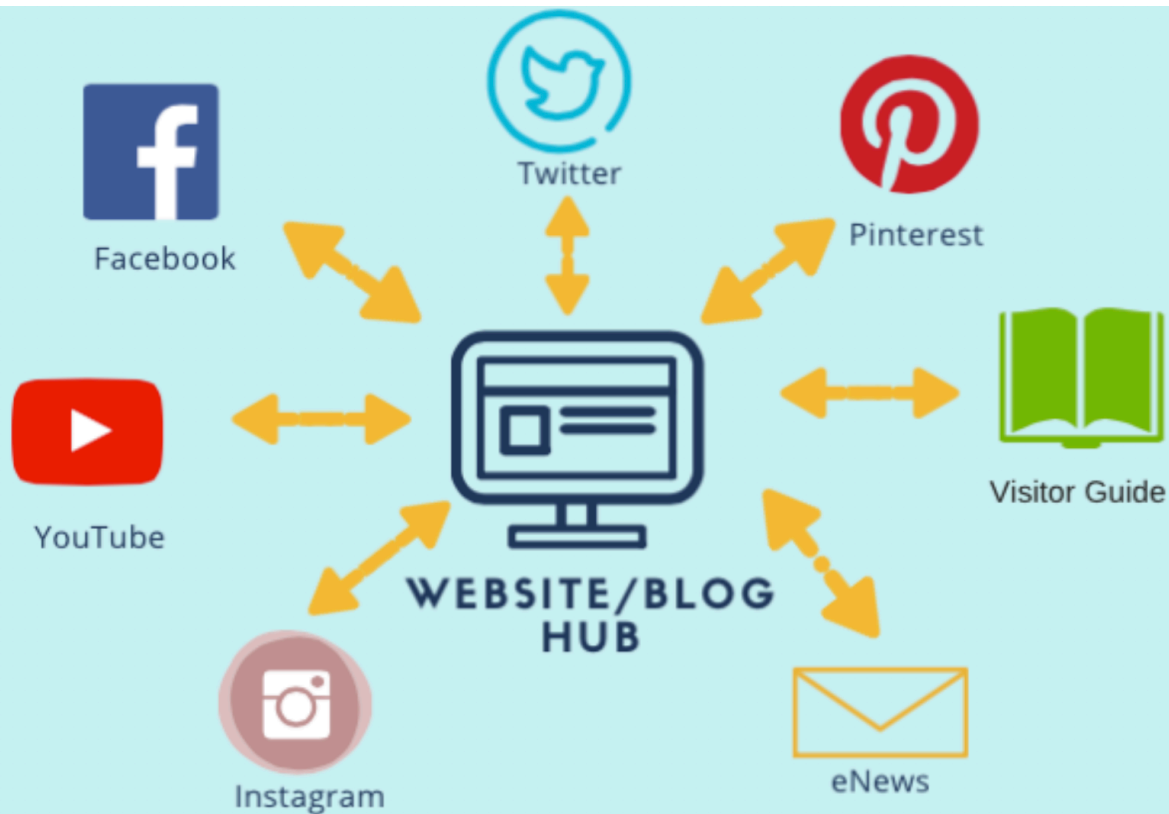 Twitter
Facebook
Pinterest
YouTube
Visitor Guide
WEBSITE/BLOG
HUB
Instagram
eNews